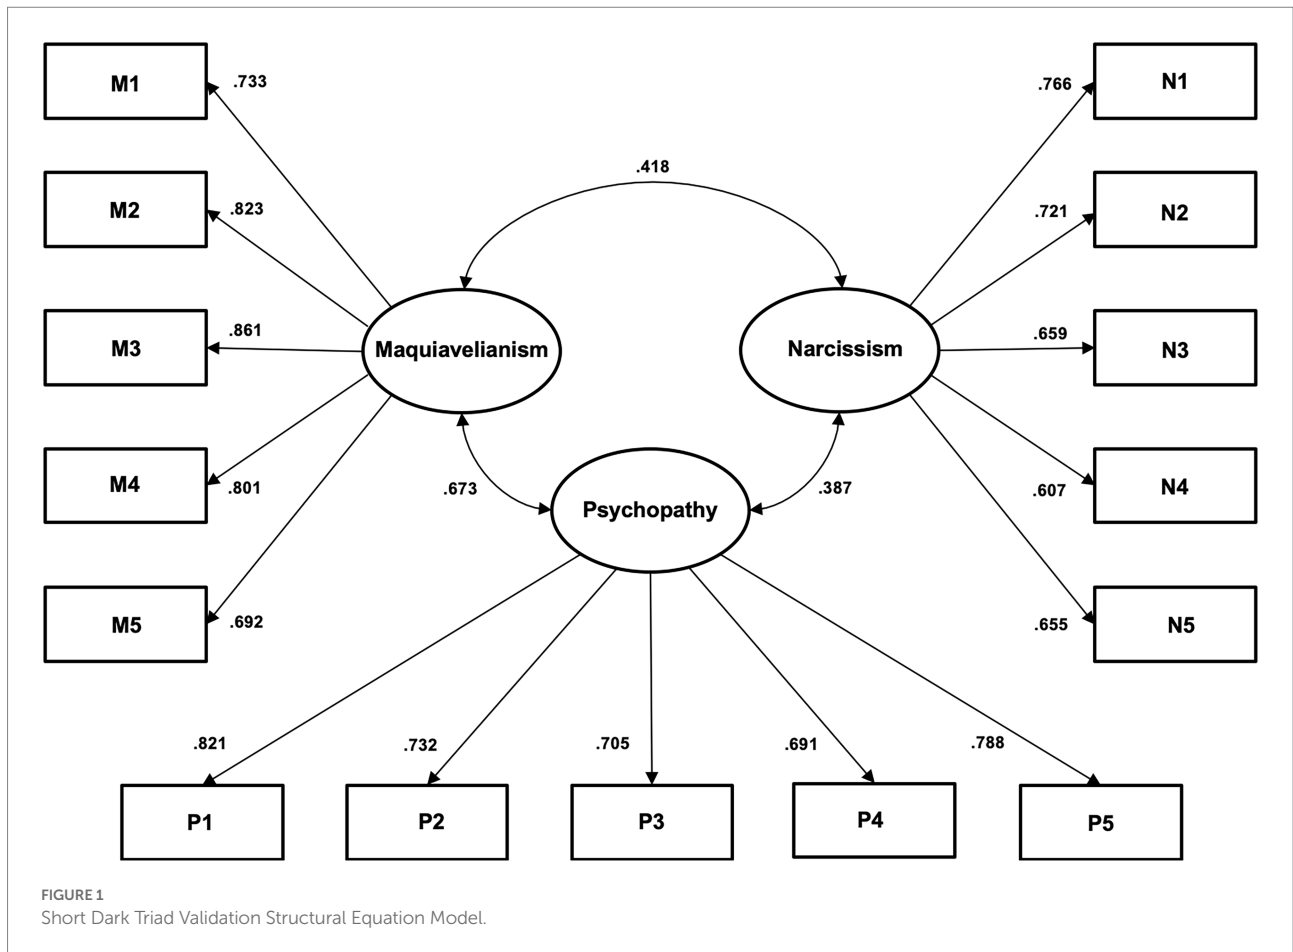 M1
.733
.766
N1
.418
M2
.823
.721
N2
M3
.861
Maquiavelianism
Narcissism
.659
N3
M4
.801
.673
Psychopathy
.387
.607
N4
M5
.692
.655
N5
.821
.732
.705
.691
.788
P1
P2
P3
P4
P5
FIGURE 1
Short Dark Triad Validation Structural Equation Model.